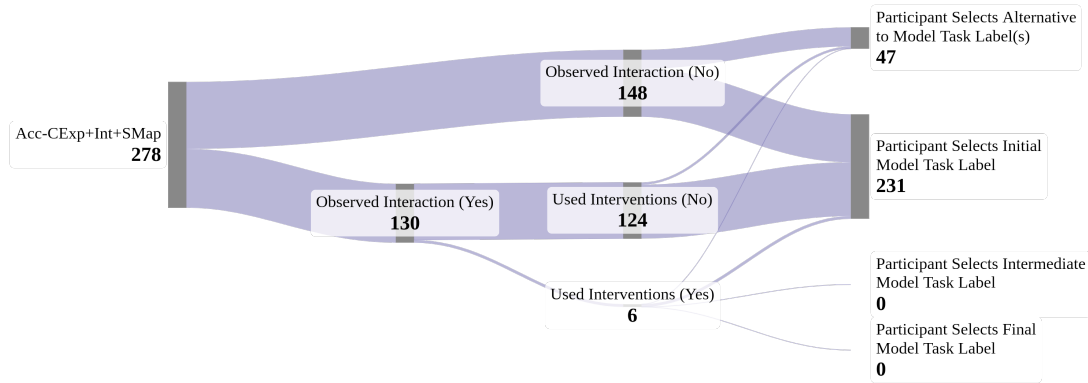 Acc-CExp+Int+SMap
278
Observed Interaction (No)
148
Observed Interaction (Yes)
130
Used Interventions (No)
124
Used Interventions (Yes)
6
Participant Selects Alternative
to Model Task Label(s)
47
Participant Selects Initial
Model Task Label
231
Participant Selects Intermediate
Model Task Label
0
Participant Selects Final
Model Task Label
0